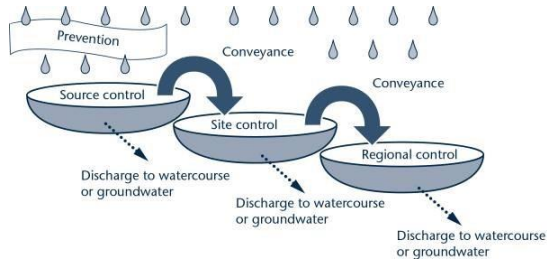 Prevention
Conveyance
Conveyance
Source control
Site control
Regional control
Discharge to watercourse
or groundwater
Discharge to watercourse
or groundwater
Discharge to watercourse
or groundwater